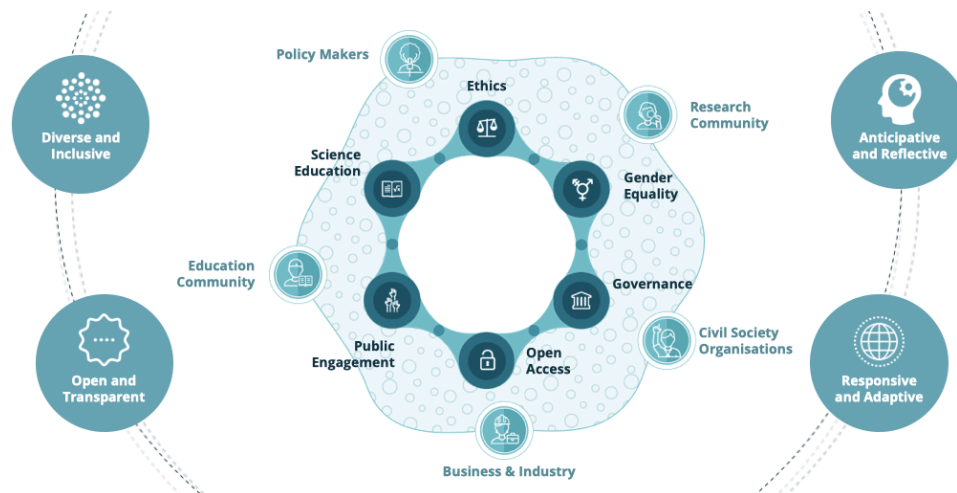 Policy Makers
Ethics
Research
Community
Diverse and
Inclusive
Anticipative
and Reflective
Science
Education
Gender
Equality
Education
Community
Governance
Public
Engagement
Open
Access
Civil Society
Organisations
Open and
Transparent
Responsive
and Adaptive
Business & Industry